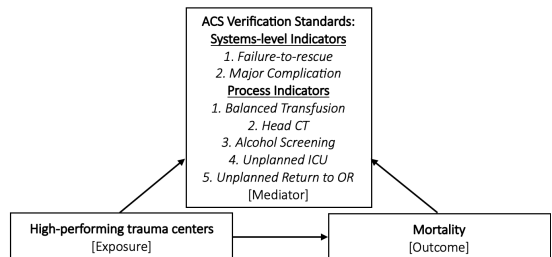 ACS Verification Standards:
Systems-level Indicators
1. Failure-to-rescue
2. Major Complication
Process Indicators
1. Balanced Transfusion
2. Head CT
3. Alcohol Screening
4. Unplanned ICU
5. Unplanned Return to OR
[Mediator]
High-performing trauma centers
[Exposure]
Mortality
[Outcome]